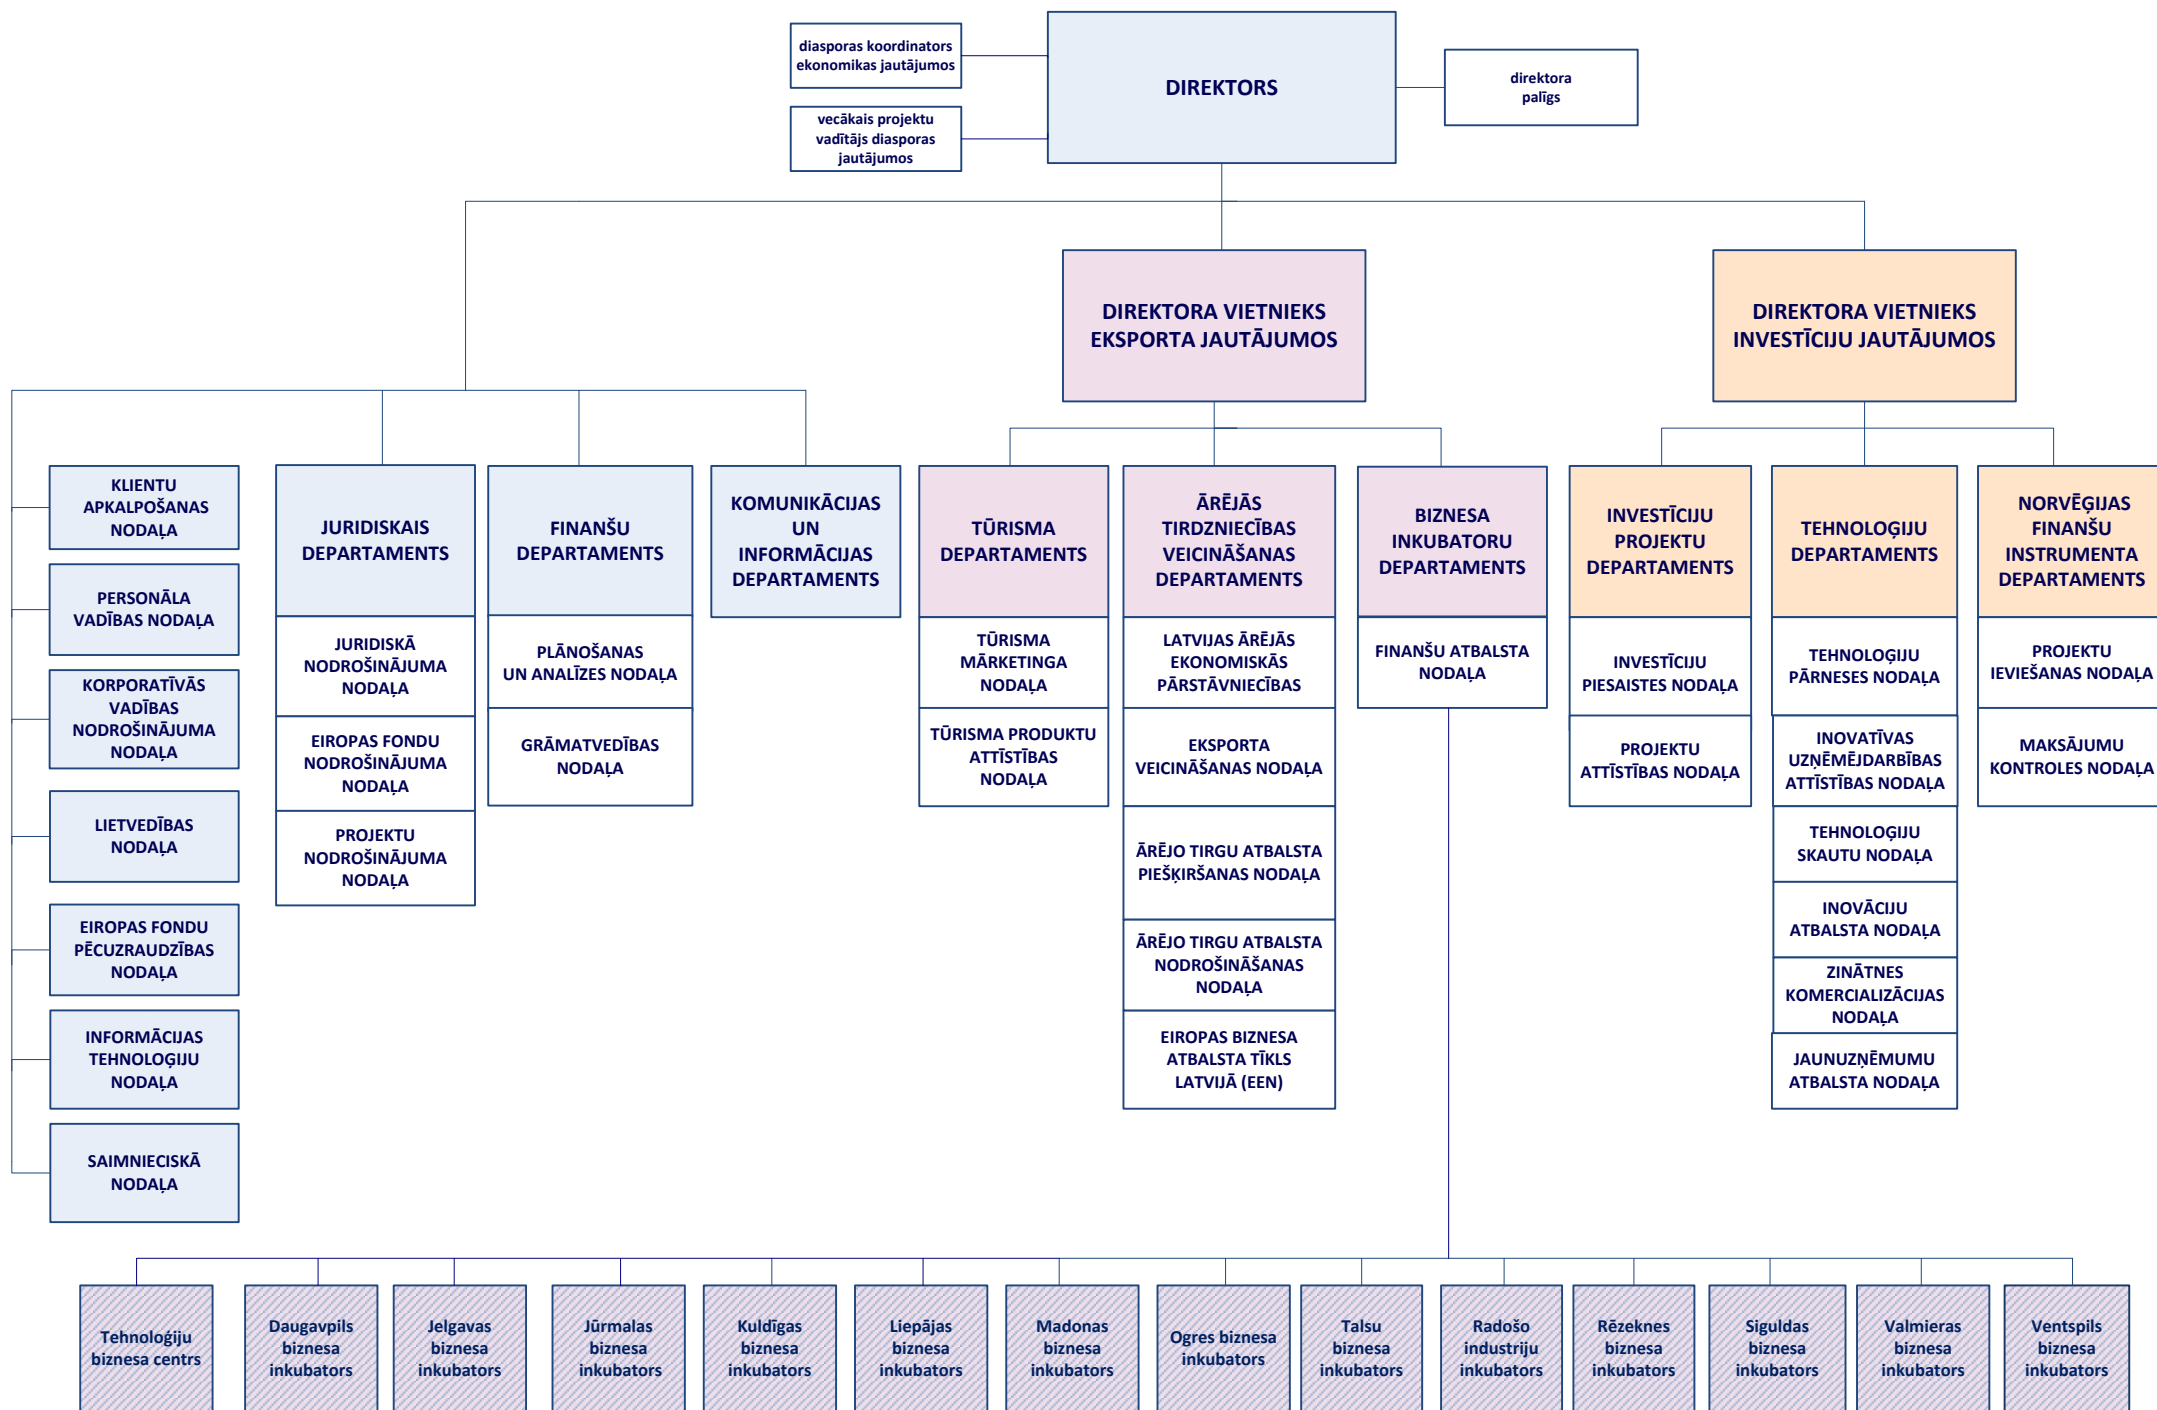 diasporas koordinators
ekonomikas jautājumos
vecākais projektu
vadītājs diasporas
jautājumos
DIREKTORS
direktora
palīgs
DIREKTORA VIETNIEKS
EKSPORTA JAUTĀJUMOS
DIREKTORA VIETNIEKS
INVESTĪCIJU JAUTĀJUMOS
KLIENTU
APKALPOŠANAS
NODAĻA
PERSONĀLA
VADĪBAS NODAĻA
KORPORATĪVĀS
VADĪBAS
NODROŠINĀJUMA
NODAĻA
LIETVEDĪBAS
NODAĻA
EIROPAS FONDU
PĒCUZRAUDZĪBAS
NODAĻA
INFORMĀCIJAS
TEHNOLOĢIJU
NODAĻA
SAIMNIECISKĀ
NODAĻA
JURIDISKAIS
DEPARTAMENTS
JURIDISKĀ
NODROŠINĀJUMA
NODAĻA
EIROPAS FONDU
NODROŠINĀJUMA
NODAĻA
PROJEKTU
NODROŠINĀJUMA
NODAĻA
FINANŠU
DEPARTAMENTS
PLĀNOŠANAS
UN ANALĪZES NODAĻA
GRĀMATVEDĪBAS
NODAĻA
KOMUNIKĀCIJAS
UN
INFORMĀCIJAS
DEPARTAMENTS
TŪRISMA
DEPARTAMENTS
TŪRISMA
MĀRKETINGA
NODAĻA
TŪRISMA PRODUKTU
ATTĪSTĪBAS
NODAĻA
ĀRĒJĀS
TIRDZNIECĪBAS
VEICINĀŠANAS
DEPARTAMENTS
LATVIJAS ĀRĒJĀS
EKONOMISKĀS
PĀRSTĀVNIECĪBAS
EKSPORTA
VEICINĀŠANAS NODAĻA
ĀRĒJO TIRGU ATBALSTA
PIEŠĶIRŠANAS NODAĻA
ĀRĒJO TIRGU ATBALSTA
NODROŠINĀŠANAS
NODAĻA
EIROPAS BIZNESA
ATBALSTA TĪKLS
LATVIJĀ (EEN)
BIZNESA
INKUBATORU
DEPARTAMENTS
FINANŠU ATBALSTA
NODAĻA
INVESTĪCIJU
PROJEKTU
DEPARTAMENTS
INVESTĪCIJU
PIESAISTES NODAĻA
PROJEKTU
ATTĪSTĪBAS NODAĻA
TEHNOLOĢIJU
DEPARTAMENTS
TEHNOLOĢIJU
PĀRNESES NODAĻA
INOVATĪVAS
UZŅĒMĒJDARBĪBAS
ATTĪSTĪBAS NODAĻA
TEHNOLOĢIJU
SKAUTU NODAĻA
INOVĀCIJU
ATBALSTA NODAĻA
ZINĀTNES
KOMERCIALIZĀCIJAS
NODAĻA
JAUNUZŅĒMUMU
ATBALSTA NODAĻA
NORVĒĢIJAS
FINANŠU
INSTRUMENTA
DEPARTAMENTS
PROJEKTU
IEVIEŠANAS NODAĻA
MAKSĀJUMU
KONTROLES NODAĻA
Tehnoloģiju
biznesa centrs
Daugavpils
biznesa
inkubators
Jelgavas
biznesa
inkubators
Jūrmalas
biznesa
inkubators
Kuldīgas
biznesa
inkubators
Liepājas
biznesa
inkubators
Madonas
biznesa
inkubators
Ogres biznesa
inkubators
Talsu
biznesa
inkubators
Radošo
industriju
inkubators
Rēzeknes
biznesa
inkubators
Siguldas
biznesa
inkubators
Valmieras
biznesa
inkubators
Ventspils
biznesa
inkubators